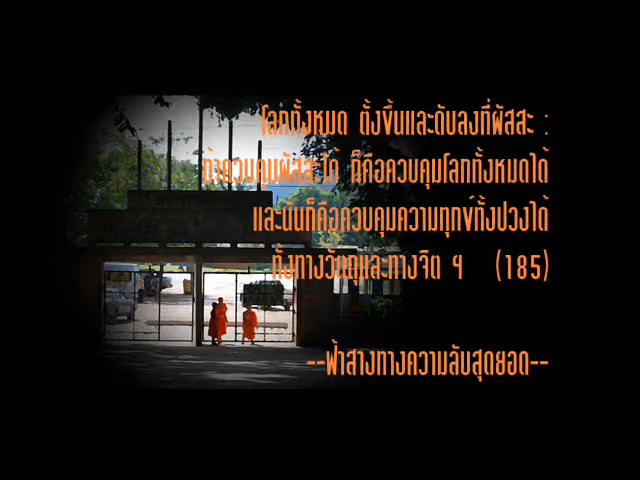 โลกทั้งหมด ตั้งขึ้นและดับลงที่ผัสสะ :
ถ้าควบคุมผัสสะได้ ก็คือควบคุมโลกทั้งหมดได้
และนั่นก็คือควบคุมความทุกข์ทั้งปวงได้
ทั้งทางวัตถุและทางจิต ฯ (185)
--ฟ้าสางทางความลับสุดยอด--